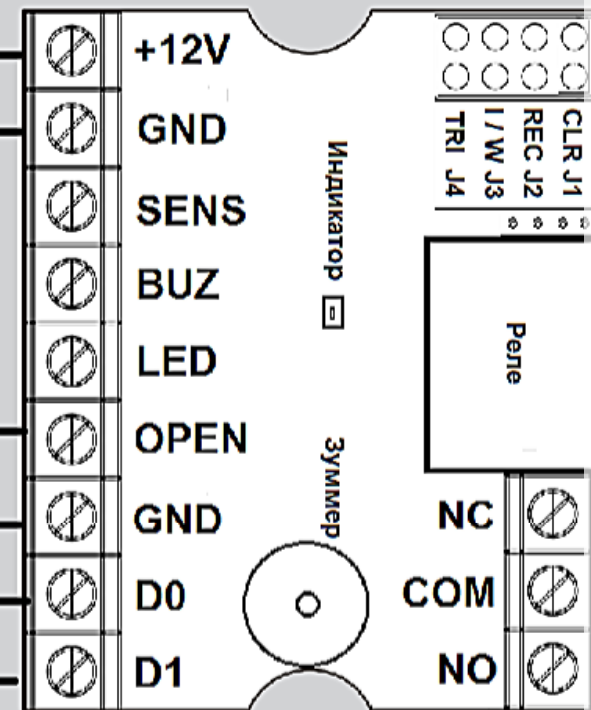 +12V
GND
SENS
BUZ
LED
OPEN
GND
D0
D1
Индикатор
Зуммер
CLR J1
REC J2
I / W J3
TRI J4
Реле
NC
COM
NO